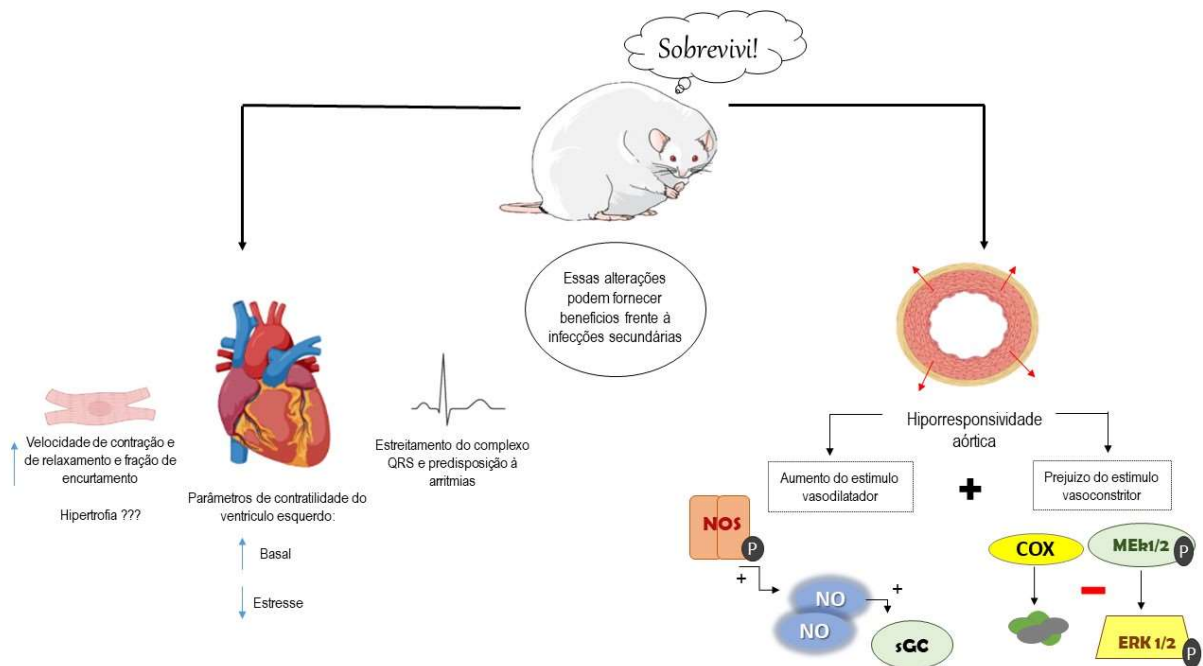 Sobrevivi!
Essas alterações
podem fornecer
benefícios frente à
infecções secundárias
Velocidade de contração e
de relaxamento e fração de
encurtamento
Hipertrofia ???
Parâmetros de contratilidade do
ventrículo esquerdo:
Basal
Estresse
Estreitamento do complexo
QRS e predisposição à
arritmias
Hiporresponsividade
aórtica
Aumento do estimulo
vasodilatador
+
Prejuízo do estimulo
vasoconstritor
NOS
P
+
NO
NO
+
sGC
COX
MEk1/2
P
−
ERK 1/2
P